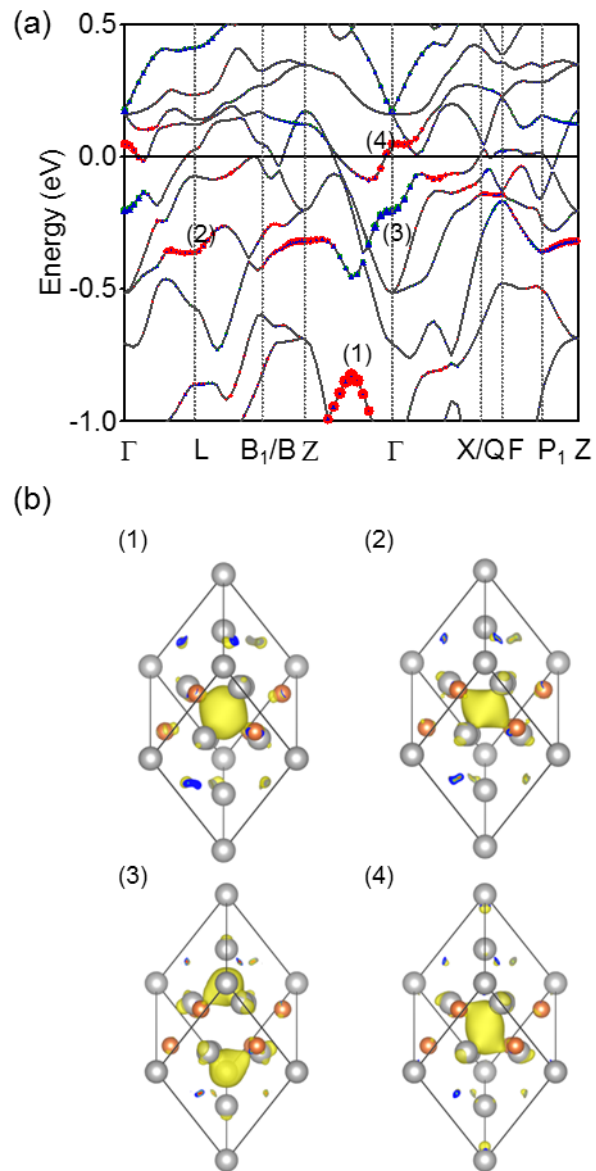 (a)
0.5
0.0
-0.5
-1.0
Energy (eV)
(4)
(2)
(3)
(1)
Γ L B₁/B Z Γ X/Q F P₁ Z
(b)
(1) (2)
(3) (4)